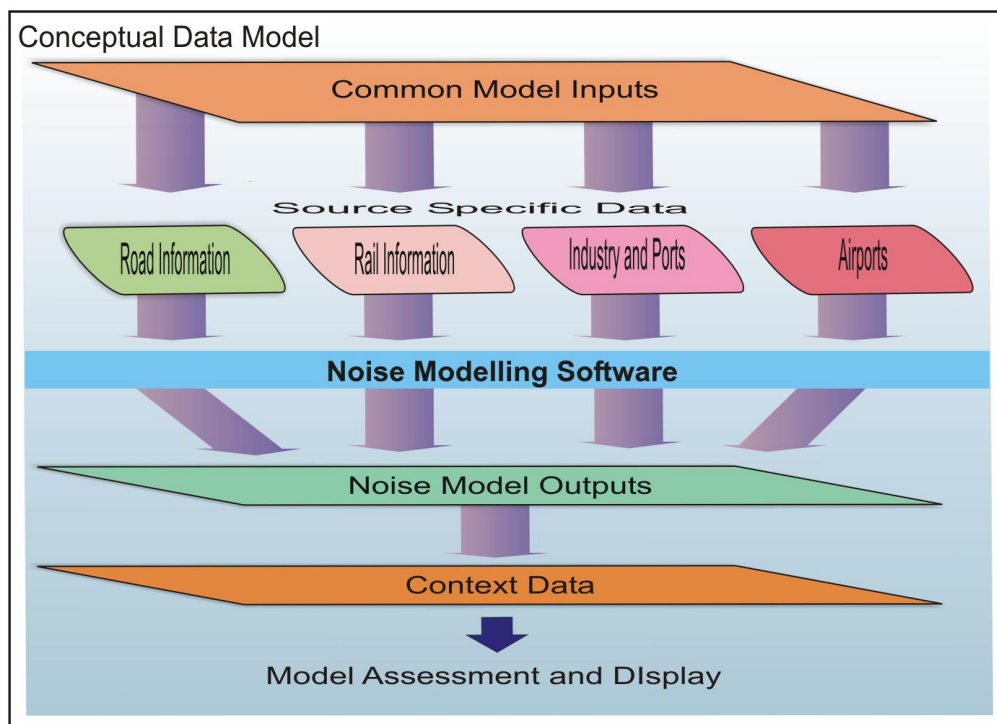 Conceptual Data Model
Common Model Inputs
Source Specific Data
Road Information
Rail Information
Industry and Ports
Airports
Noise Modelling Software
Noise Model Outputs
Context Data
Model Assessment and DIsplay